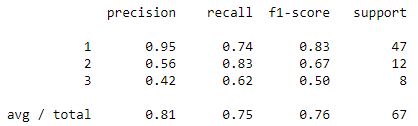 precision recall f1-score support
1 0.95 0.74 0.83 47
2 0.56 0.83 0.67 12
3 0.42 0.62 0.50 8
avg / total 0.81 0.75 0.76 67